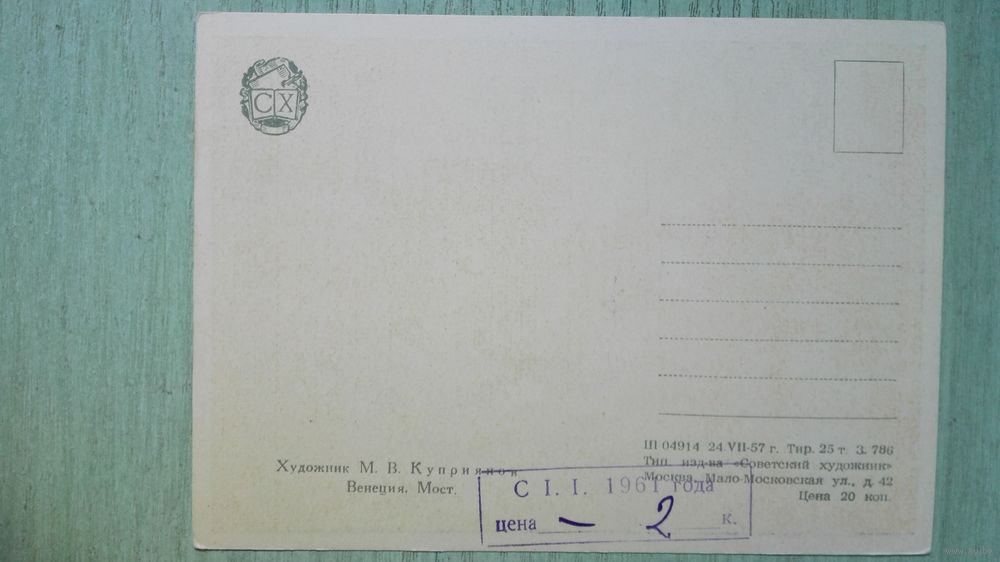 СХ
Художник М. В. Куприянов
Венеция. Мост.
Ш 04914 24.VII-57 г. Тир. 25 т. З. 786
Тип. изд-ва «Советский художник»
Москва, Мало-Московская ул., д. 42
Цена 20 коп.
С 1.1. 1961 года
цена — 2 к.